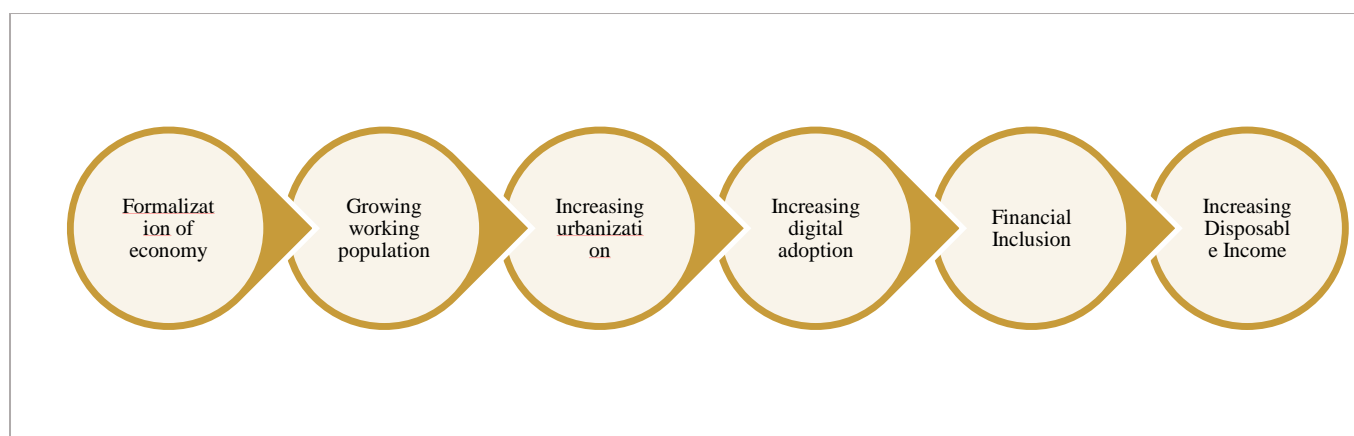 Formalizat
ion of
economy
Growing
working
population
Increasing
urbanizati
on
Increasing
digital
adoption
Financial
Inclusion
Increasing
Disposabl
e Income